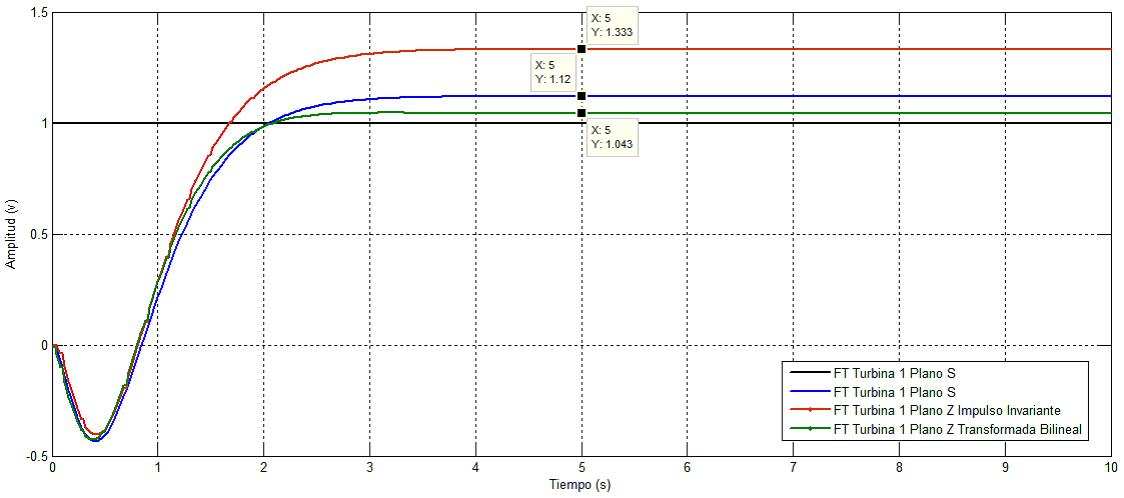 1.5
1
0.5
0
-0.5
Amplitud (v)
X: 5
Y: 1.333
X: 5
Y: 1.12
X: 5
Y: 1.043
FT Turbina 1 Plano S
FT Turbina 1 Plano S
FT Turbina 1 Plano Z Impulso Invariante
FT Turbina 1 Plano Z Transformada Bilineal
0 1 2 3 4 5 6 7 8 9 10
Tiempo (s)